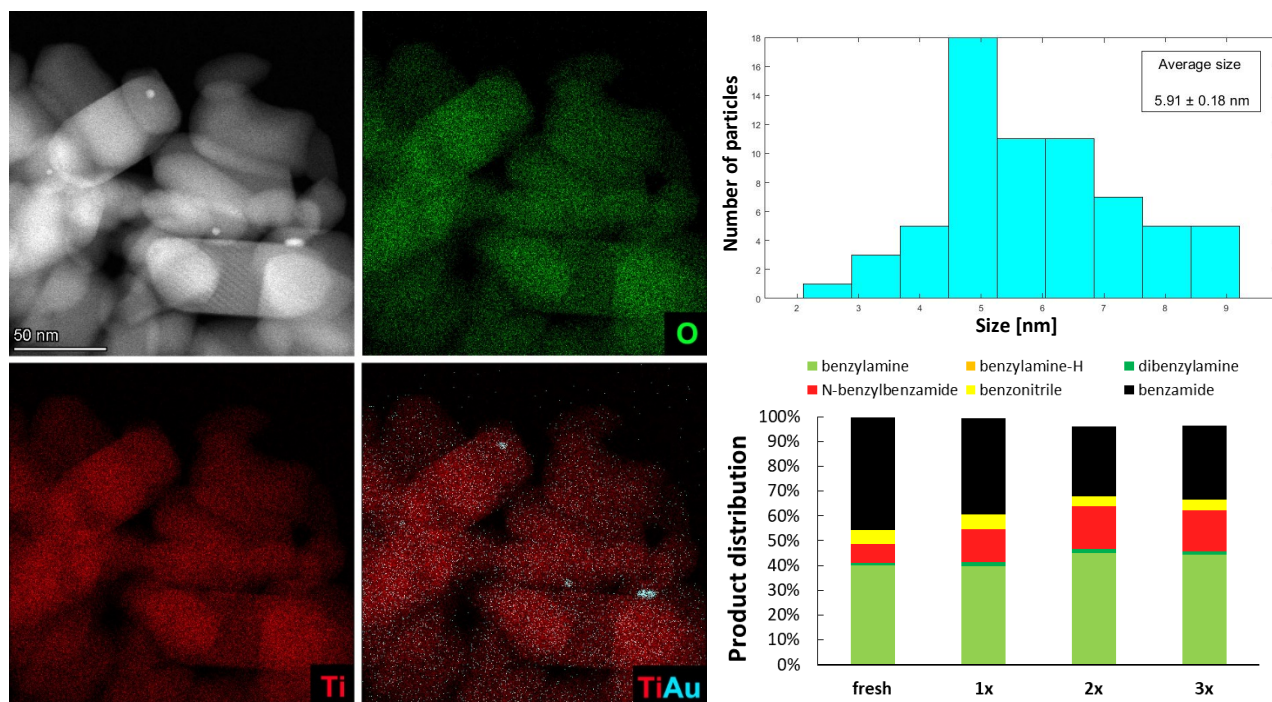 50 nm
O
Ti
TiAu
Number of particles
18
16
14
12
10
8
6
4
2
0
2 3 4 5 6 7 8 9
Size [nm]
Average size
5.91 ± 0.18 nm
benzylamine benzylamine-H dibenzylamine
N-benzylbenzamide benzonitrile benzamide
Product distribution
100%
90%
80%
70%
60%
50%
40%
30%
20%
10%
0%
fresh 1x 2x 3x